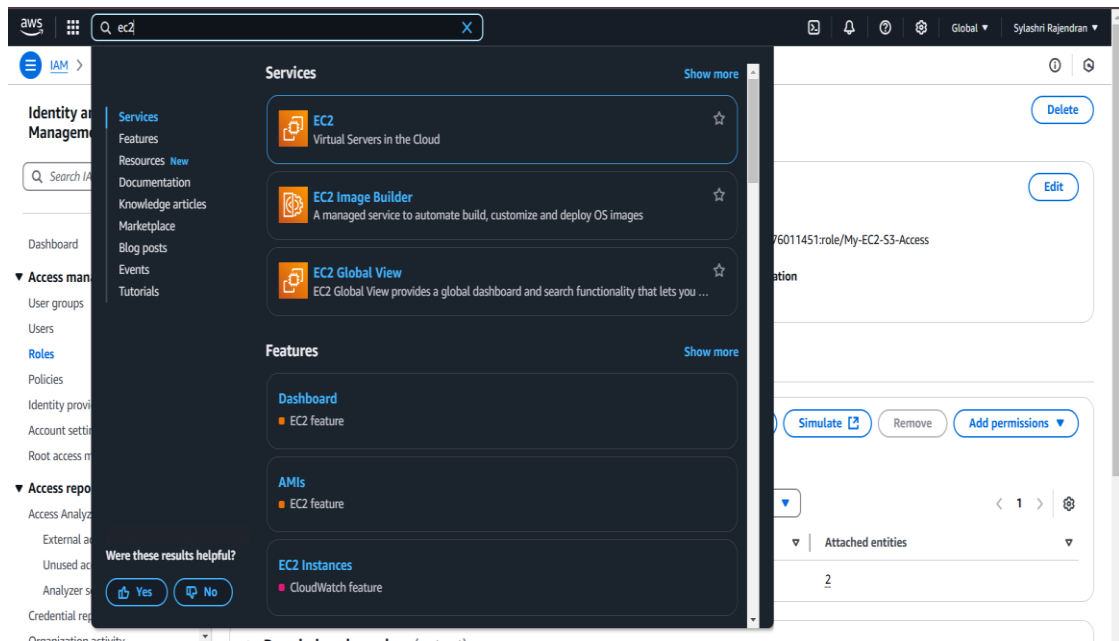 aws
ec2
Global
Sylashri Rajendran
IAM
Identity a
Managem
Search IA
Dashboard
Access man
User groups
Users
Roles
Policies
Identity provi
Account setti
Root access m
Access repo
Access Analyz
External a
Unused ac
Analyzer s
Credential rep
Organization activity
Services
Features
Resources New
Documentation
Knowledge articles
Marketplace
Blog posts
Events
Tutorials
Were these results helpful?
Yes
No
Services
Show more
EC2
Virtual Servers in the Cloud
EC2 Image Builder
A managed service to automate build, customize and deploy OS images
EC2 Global View
EC2 Global View provides a global dashboard and search functionality that lets you ...
Features
Show more
Dashboard
EC2 feature
AMIs
EC2 feature
EC2 Instances
CloudWatch feature
Delete
Edit
76011451:role/My-EC2-S3-Access
ation
Simulate
Remove
Add permissions
1
Attached entities
2